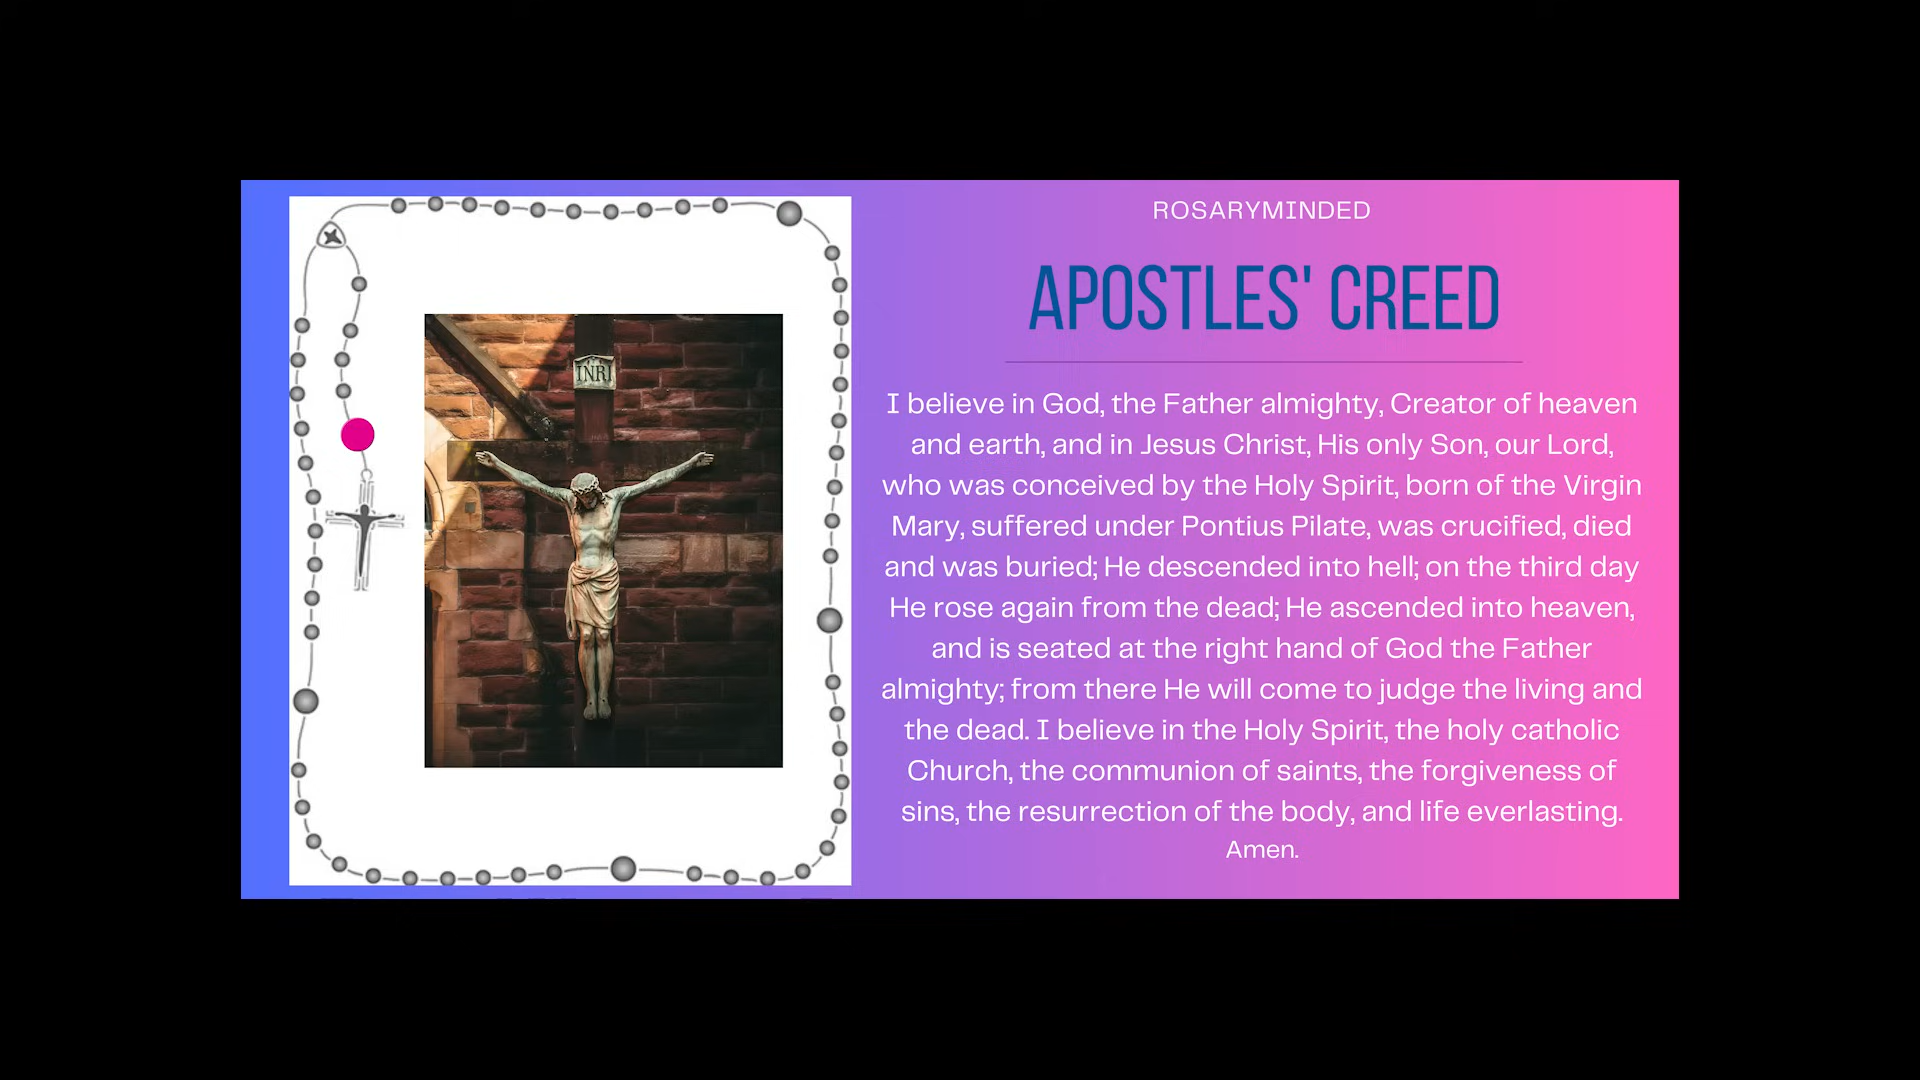 ROSARYMINDED
APOSTLES' CREED
INRI
I believe in God, the Father almighty, Creator of heaven
and earth, and in Jesus Christ, His only Son, our Lord,
who was conceived by the Holy Spirit, born of the Virgin
Mary, suffered under Pontius Pilate, was crucified, died
and was buried; He descended into hell; on the third day
He rose again from the dead; He ascended into heaven,
and is seated at the right hand of God the Father
almighty; from there He will come to judge the living and
the dead. I believe in the Holy Spirit, the holy catholic
Church, the communion of saints, the forgiveness of
sins, the resurrection of the body, and life everlasting.
Amen.